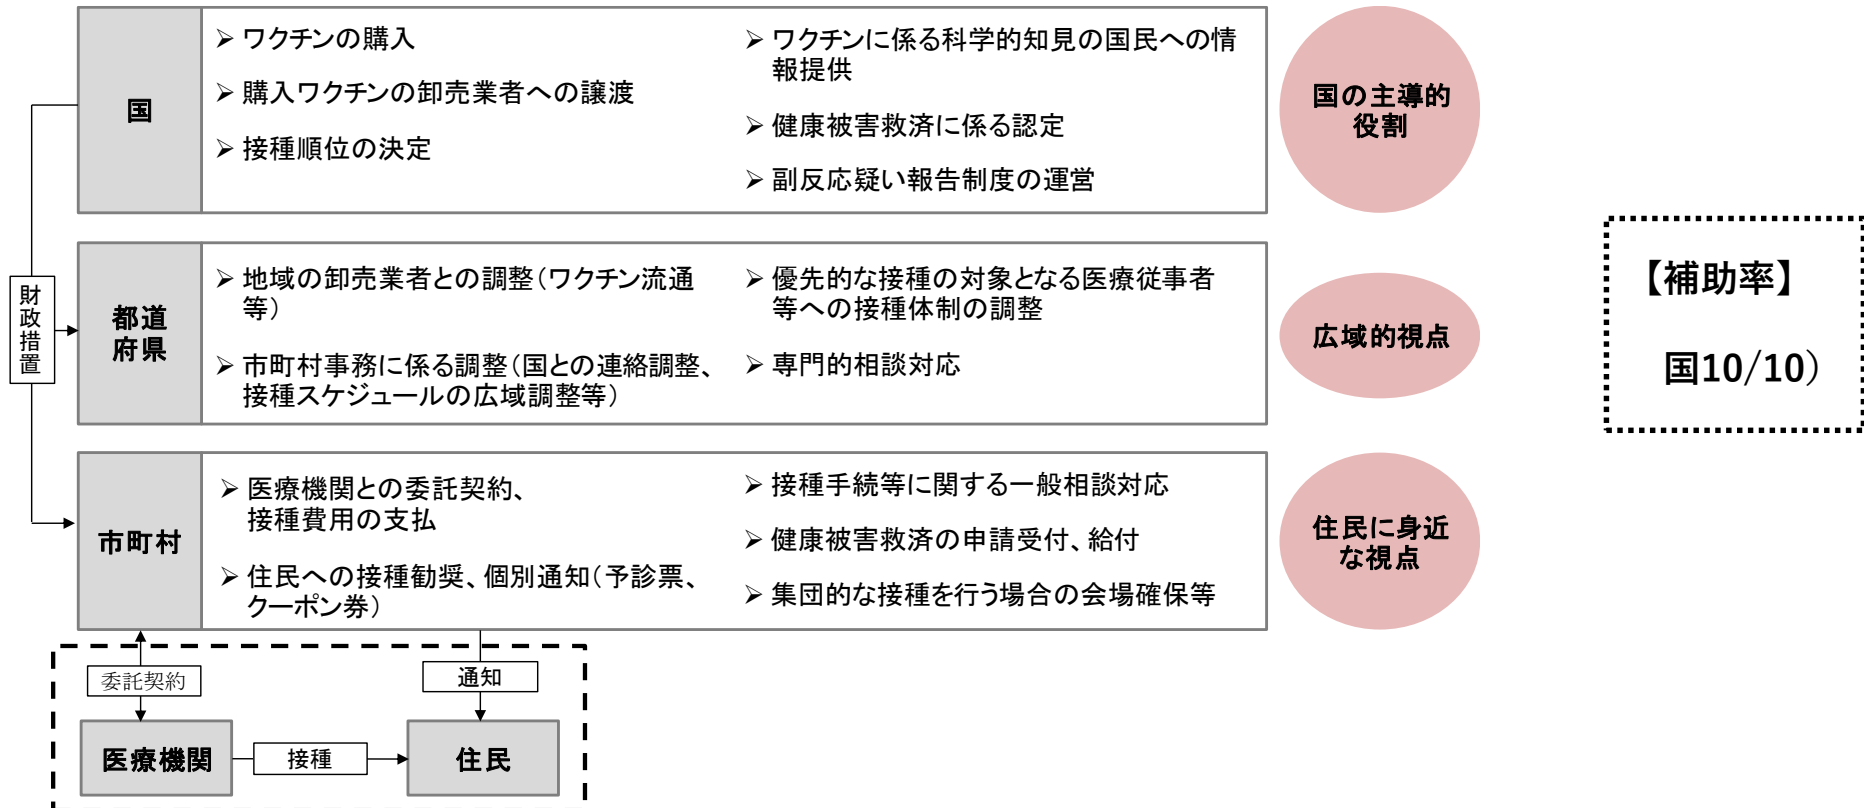 国
➢ ワクチンの購入
➢ 購入ワクチンの卸売業者への譲渡
➢ 接種順位の決定
➢ ワクチンに係る科学的知見の国民への情
報提供
➢ 健康被害救済に係る認定
➢ 副反応疑い報告制度の運営
国の主導的
役割
財政措置
都道
府県
➢ 地域の卸売業者との調整（ワクチン流通
等）
➢ 市町村事務に係る調整（国との連絡調整、
接種スケジュールの広域調整等）
➢ 優先的な接種の対象となる医療従事者
等への接種体制の調整
➢ 専門的相談対応
広域的視点
【補助率】
国10/10）
市町村
➢ 医療機関との委託契約、
接種費用の支払
➢ 住民への接種勧奨、個別通知（予診票、
クーポン券）
➢ 接種手続等に関する一般相談対応
➢ 健康被害救済の申請受付、給付
➢ 集団的な接種を行う場合の会場確保等
住民に身近
な視点
委託契約
通知
医療機関
接種
住民